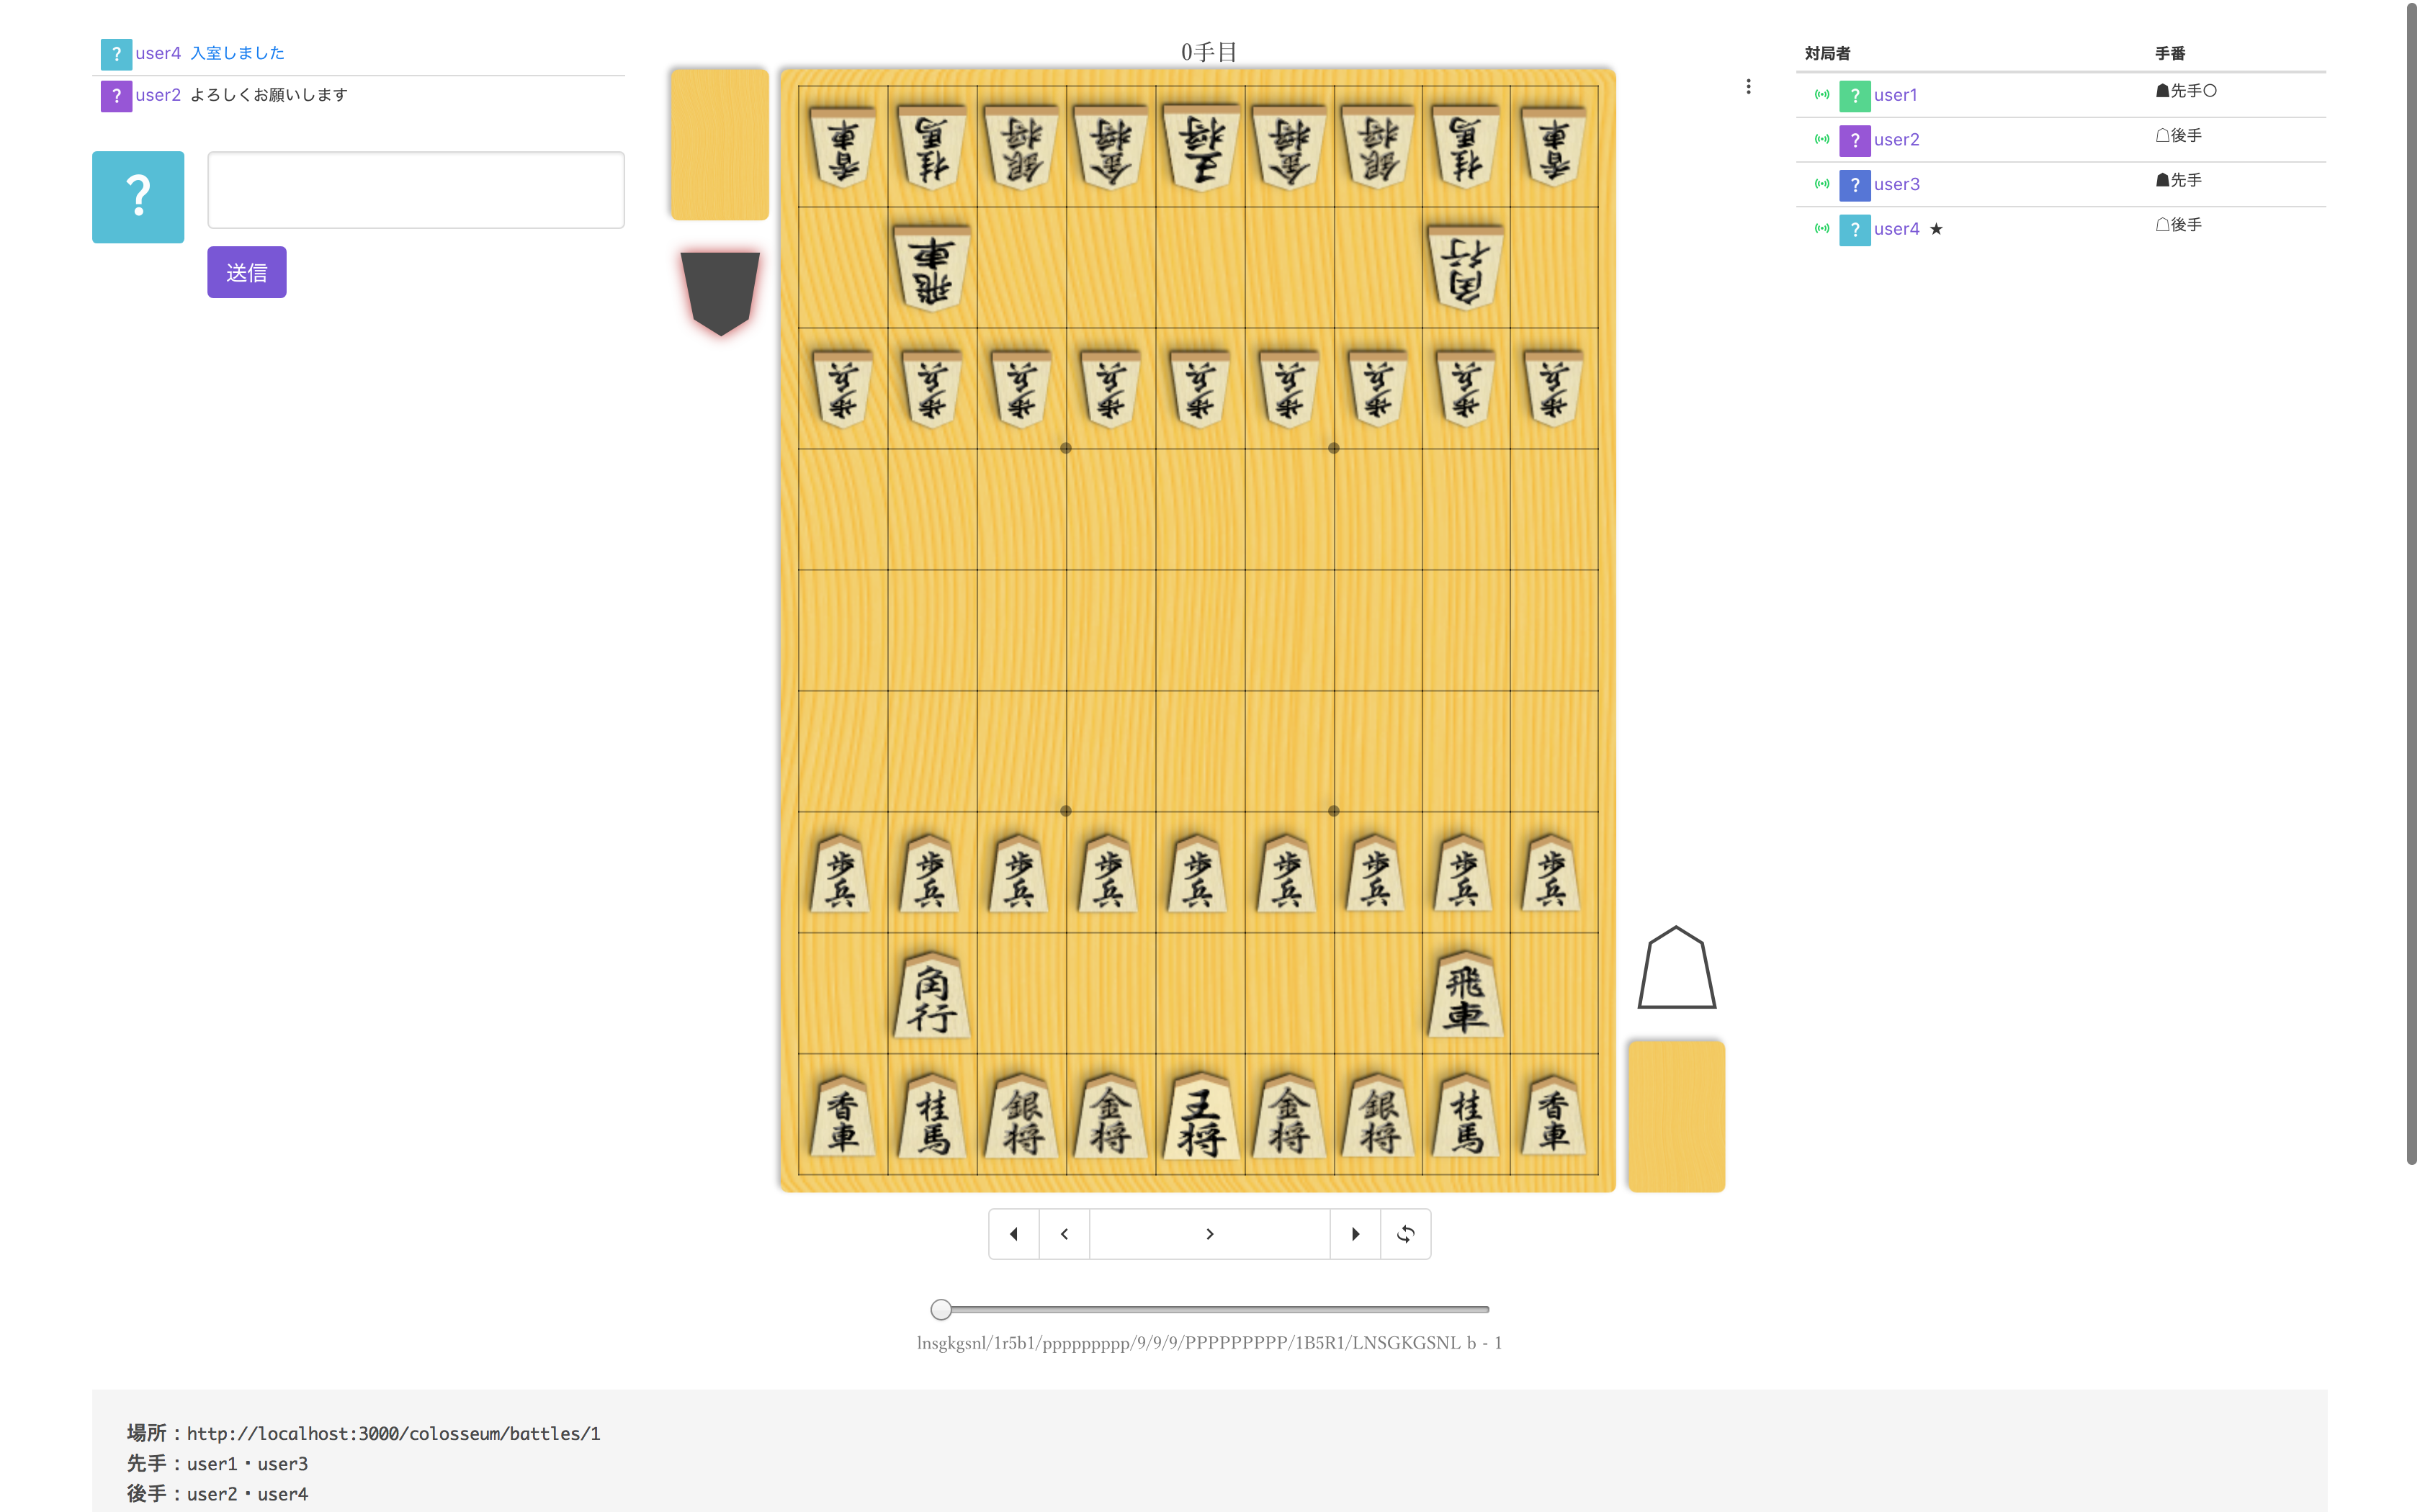 ? user4 入室しました
? user2 よろしくお願いします
?
送信
0手目
香車 桂馬 銀将 金将 王将 金将 銀将 桂馬 香車
飛車 角行
歩兵 歩兵 歩兵 歩兵 歩兵 歩兵 歩兵 歩兵 歩兵
歩兵 歩兵 歩兵 歩兵 歩兵 歩兵 歩兵 歩兵 歩兵
角行 飛車
香車 桂馬 銀将 金将 王将 金将 銀将 桂馬 香車
lnsgkgsnl/1r5b1/ppppppppp/9/9/9/PPPPPPPPP/1B5R1/LNSGKGSNL b - 1
対局者 手番
? user1 ☗先手○
? user2 ☖後手
? user3 ☗先手
? user4 ★ ☖後手
場所：http://localhost:3000/colosseum/battles/1
先手：user1・user3
後手：user2・user4